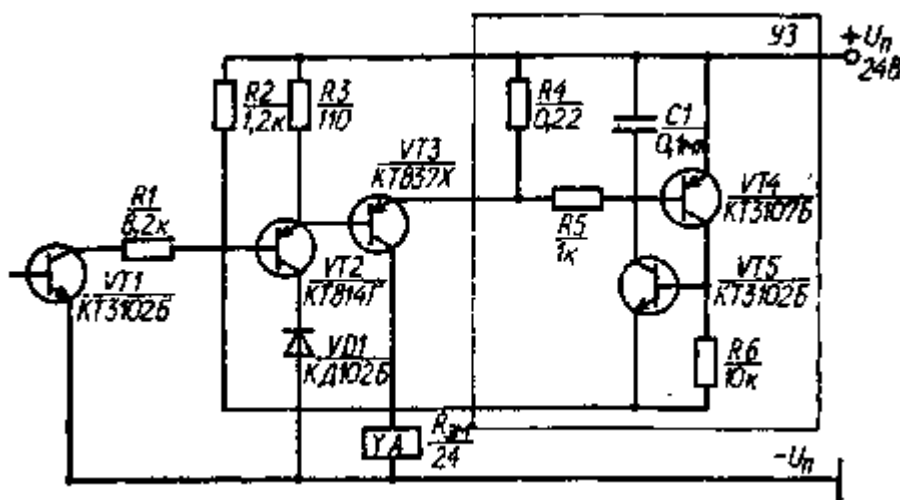 УЗ
+Uп
24В
R2
1,2к
R3
110
R4
0,22
C1
0,1мк
VT3
КТ837Х
R1
8,2к
R5
1к
VT4
КТ3107Б
VT1
КТ3102Б
VT2
КТ814Г
VT5
КТ3102Б
VD1
КД102Б
R6
10к
YA
Rэм
24
-Uп